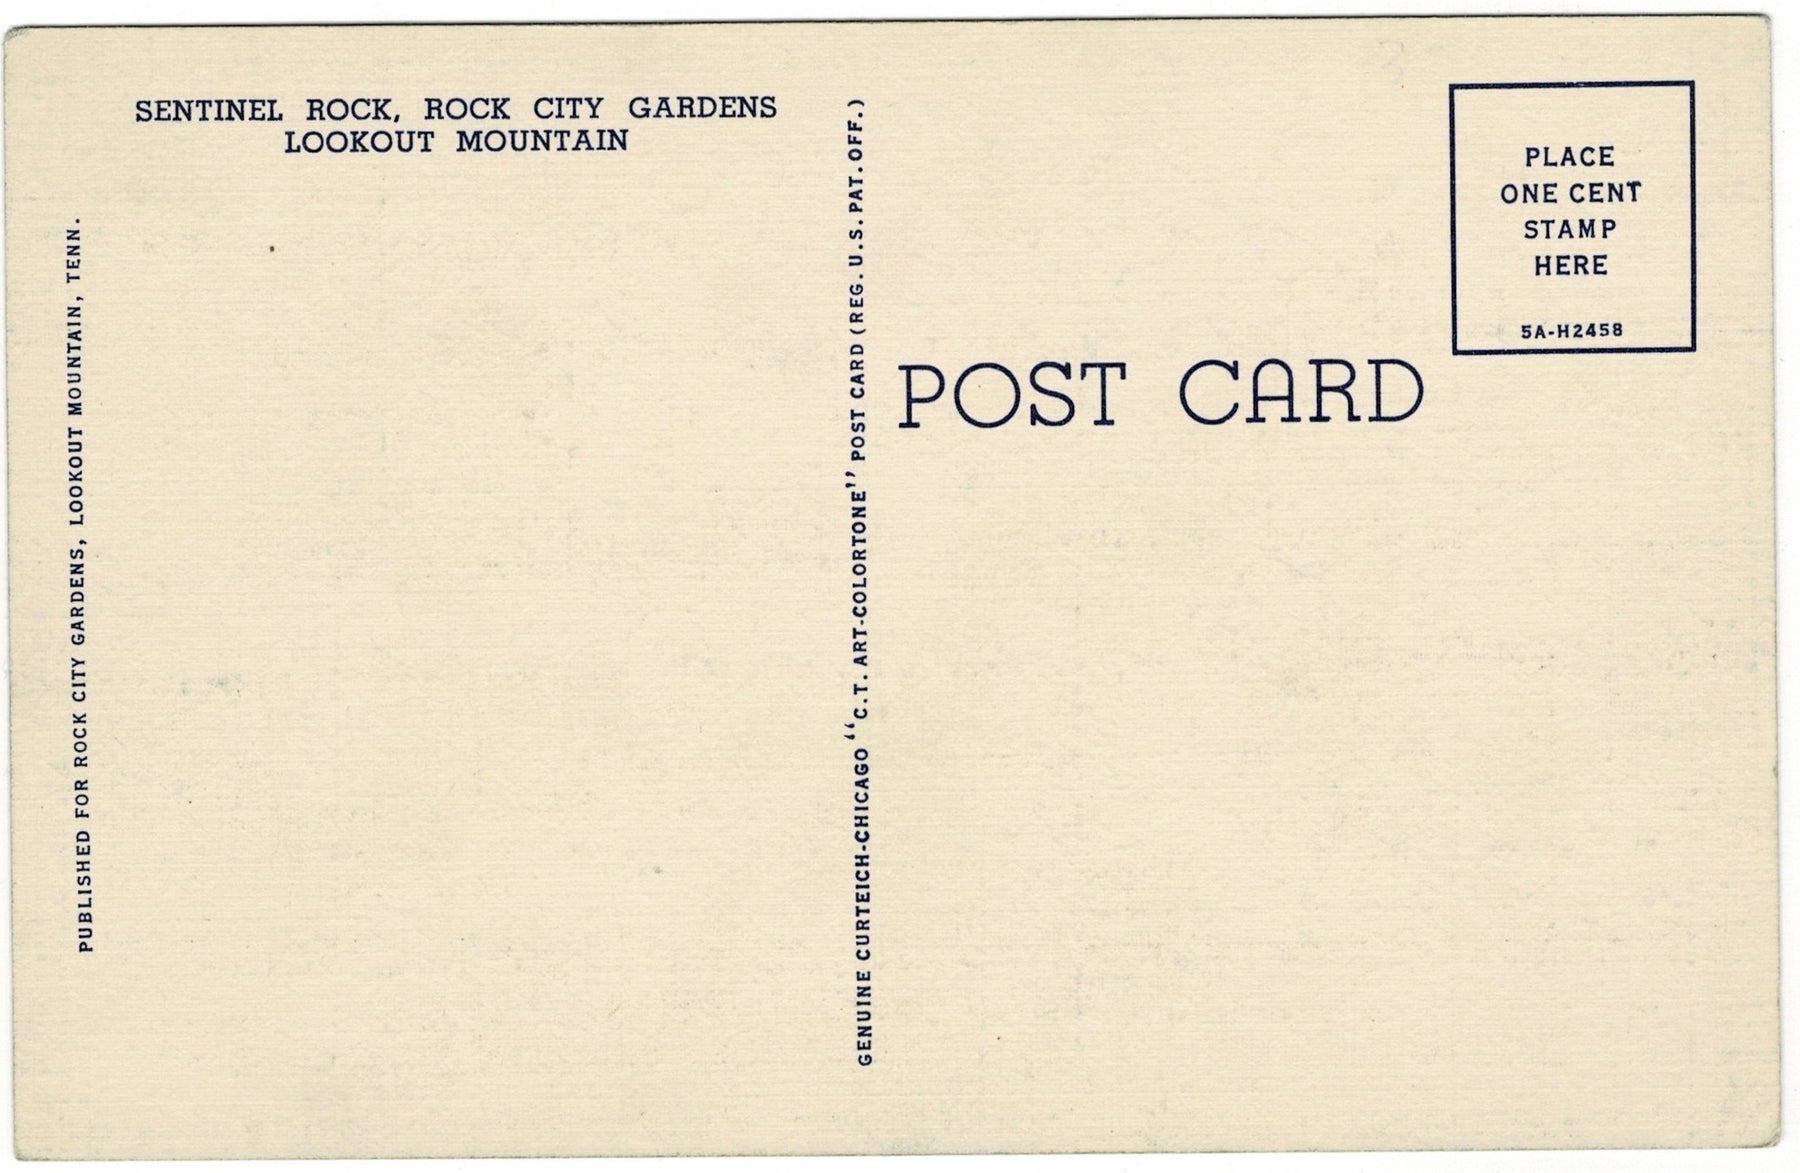 SENTINEL ROCK, ROCK CITY GARDENS
LOOKOUT MOUNTAIN
PUBLISHED FOR ROCK CITY GARDENS, LOOKOUT MOUNTAIN, TENN.
GENUINE CURTEICH-CHICAGO "C.T. ART-COLORTONE" POST CARD (REG. U.S. PAT. OFF.)
POST CARD
PLACE
ONE CENT
STAMP
HERE
5A-H2458